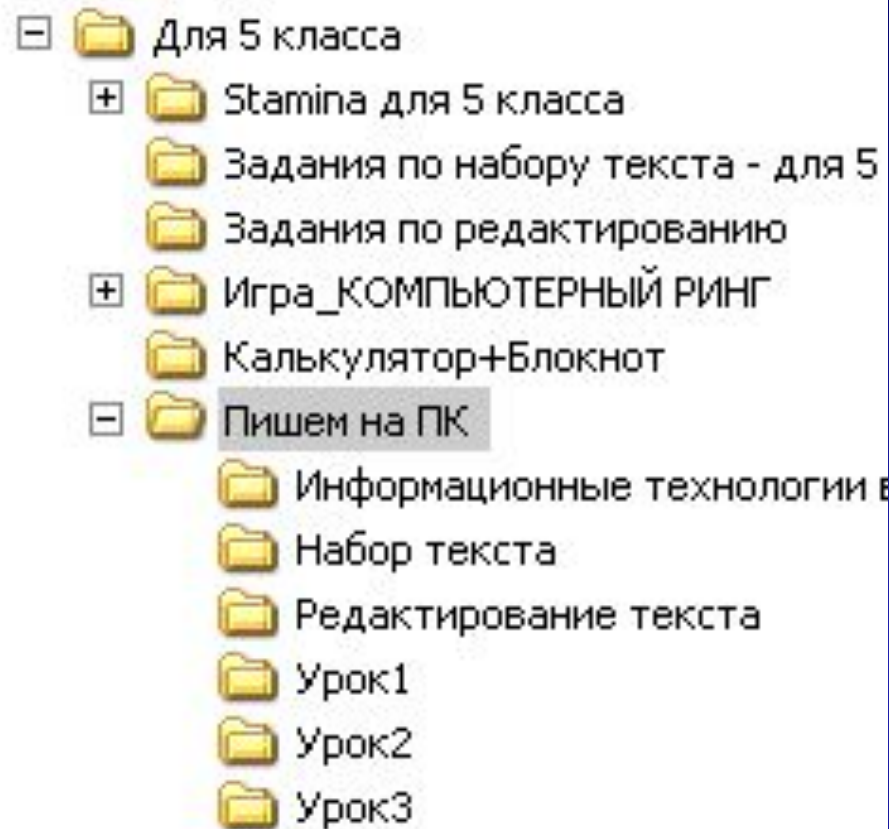 Для 5 класса
Stamina для 5 класса
Задания по набору текста - для 5
Задания по редактированию
Игра_КОМПЬЮТЕРНЫЙ РИНГ
Калькулятор+Блокнот
Пишем на ПК
Информационные технологии в
Набор текста
Редактирование текста
Урок1
Урок2
Урок3